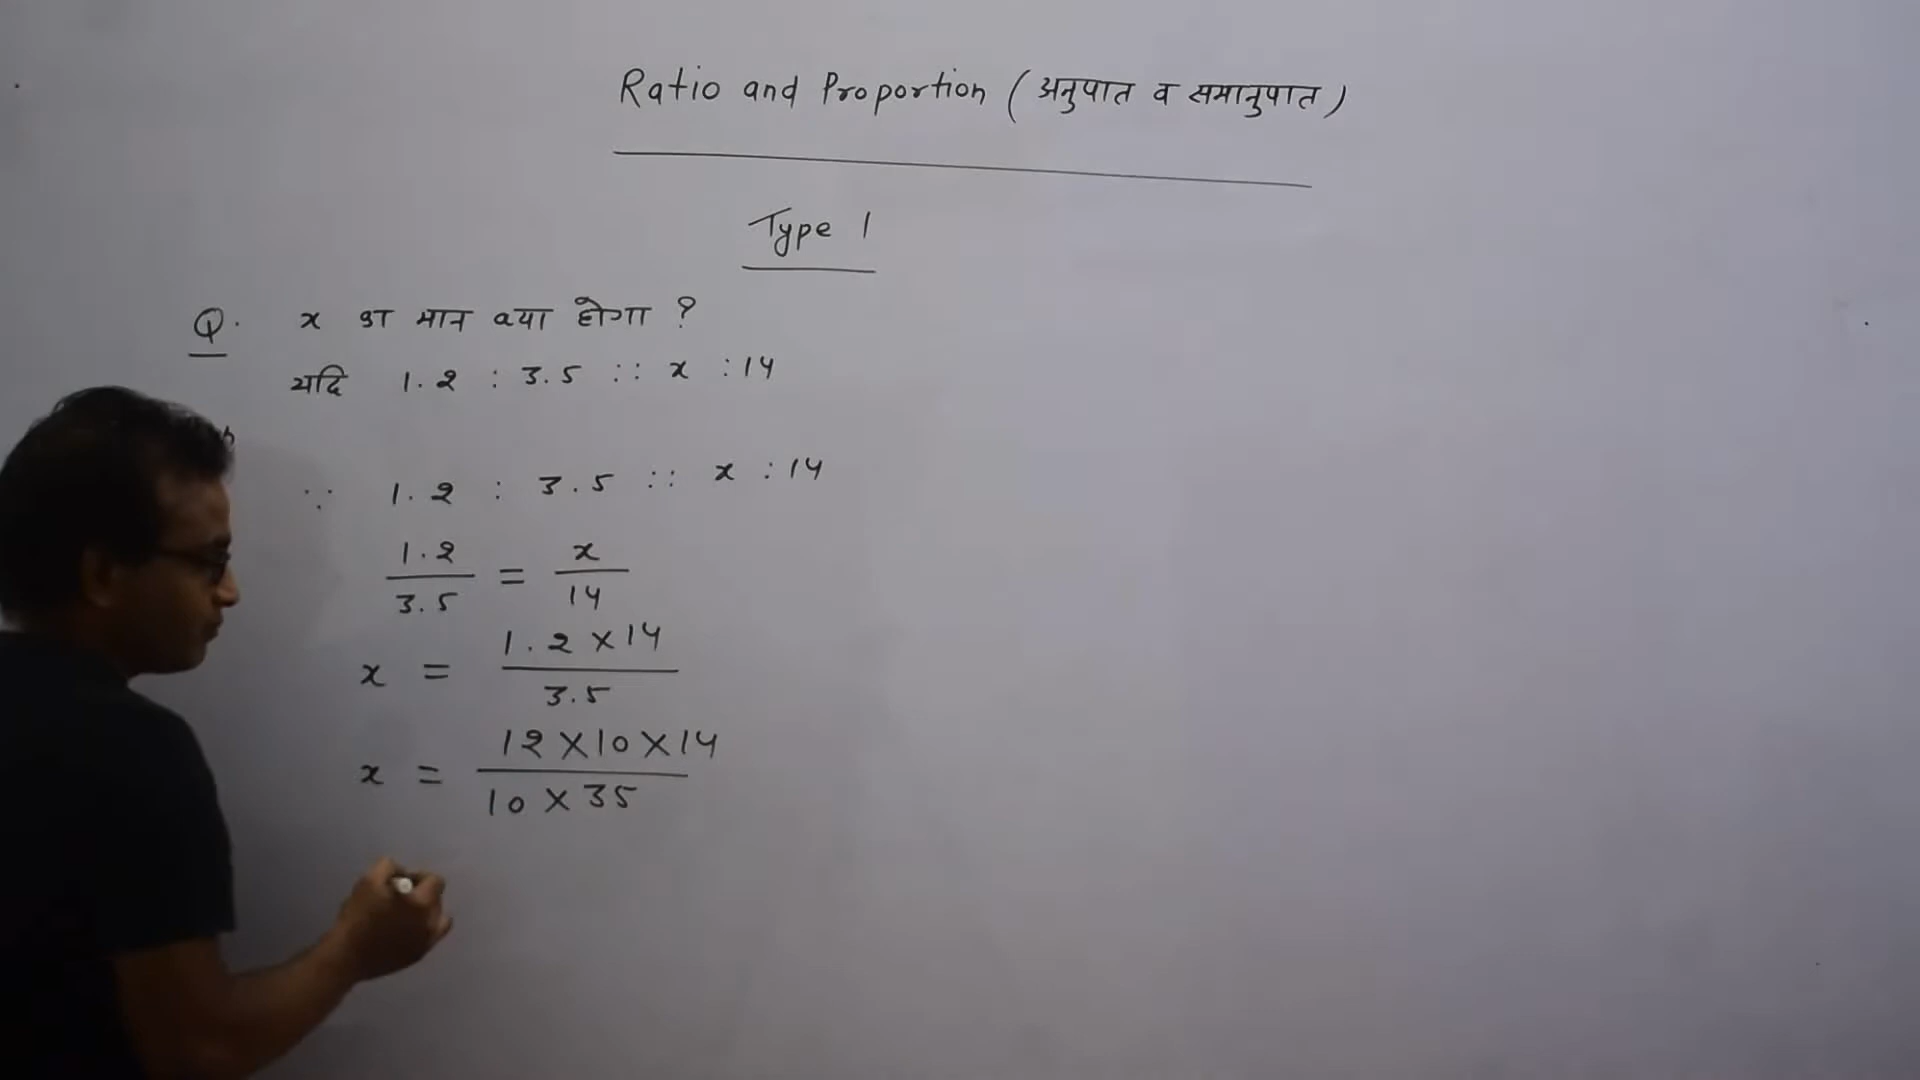 Ratio and Proportion (अनुपात व समानुपात)
Type 1
Q. x का मान क्या होगा ?
यदि 1.2 : 3.5 :: x : 14
∵ 1.2 : 3.5 :: x : 14
1.2/3.5 = x/14
x = 1.2 × 14/3.5
x = 12 × 10 × 14/10 × 35